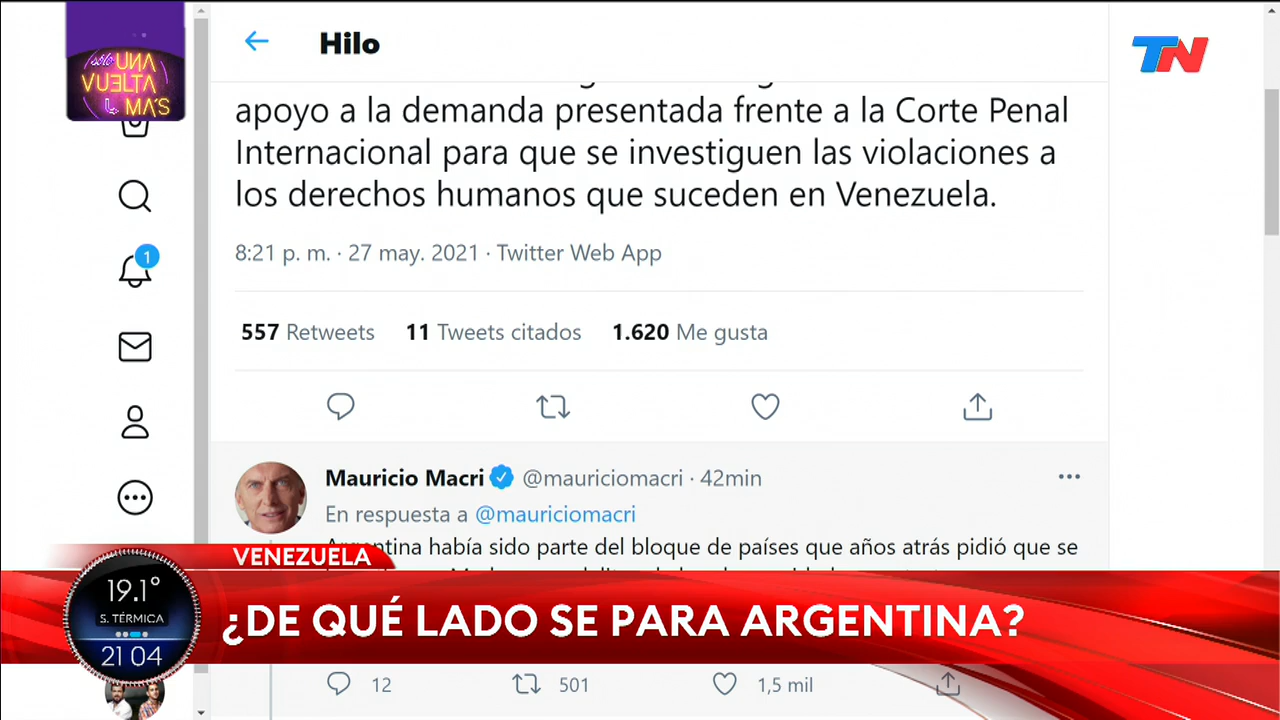 ¡sólo UNA
VUELTA
MÁS
Hilo
TN
apoyo a la demanda presentada frente a la Corte Penal
Internacional para que se investiguen las violaciones a
los derechos humanos que suceden en Venezuela.
1
8:21 p. m. · 27 may. 2021 · Twitter Web App
557 Retweets 11 Tweets citados 1.620 Me gusta
Mauricio Macri @mauriciomacri · 42min
En respuesta a @mauriciomacri
Argentina había sido parte del bloque de países que años atrás pidió que se
VENEZUELA
19.1°
S. TÉRMICA
21 04
¿DE QUÉ LADO SE PARA ARGENTINA?
12 501 1,5 mil